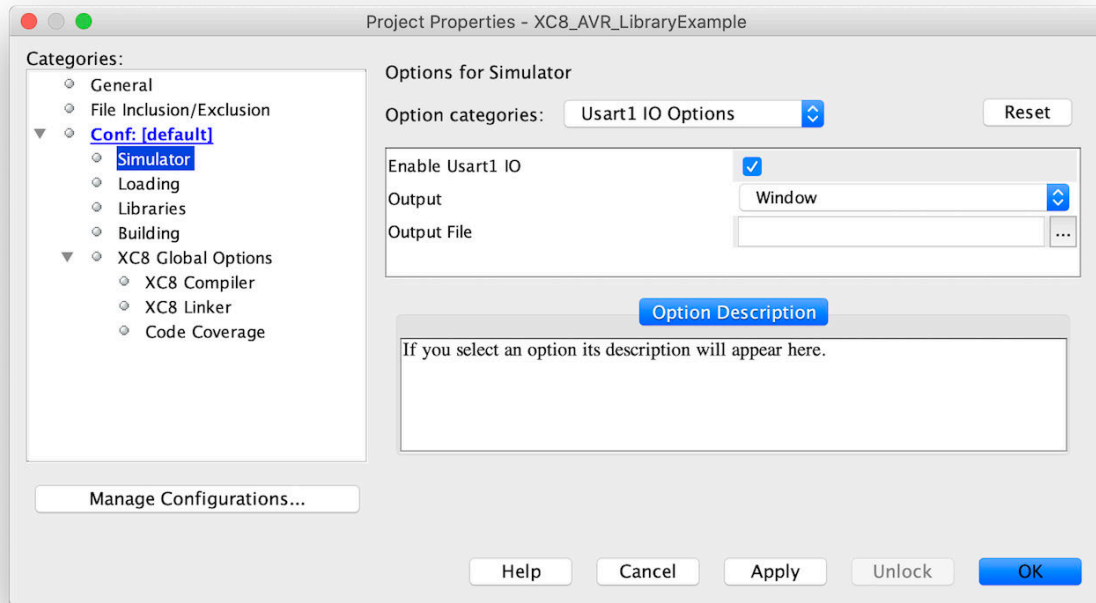 Project Properties - XC8_AVR_LibraryExample
Categories:
General
File Inclusion/Exclusion
Conf: [default]
Simulator
Loading
Libraries
Building
XC8 Global Options
XC8 Compiler
XC8 Linker
Code Coverage
Manage Configurations...
Options for Simulator
Option categories: Usart1 IO Options Reset
Enable Usart1 IO
Output Window
Output File ...
Option Description
If you select an option its description will appear here.
Help Cancel Apply Unlock OK